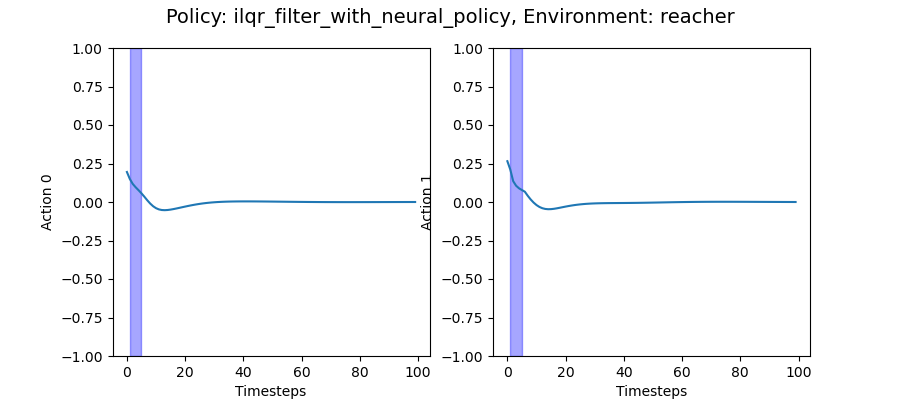 Policy: ilqr_filter_with_neural_policy, Environment: reacher
1.00
0.75
0.50
0.25
0.00
−0.25
−0.50
−0.75
−1.00
Action 0
0 20 40 60 80 100
Timesteps
1.00
0.75
0.50
0.25
0.00
−0.25
−0.50
−0.75
−1.00
Action 1
0 20 40 60 80 100
Timesteps